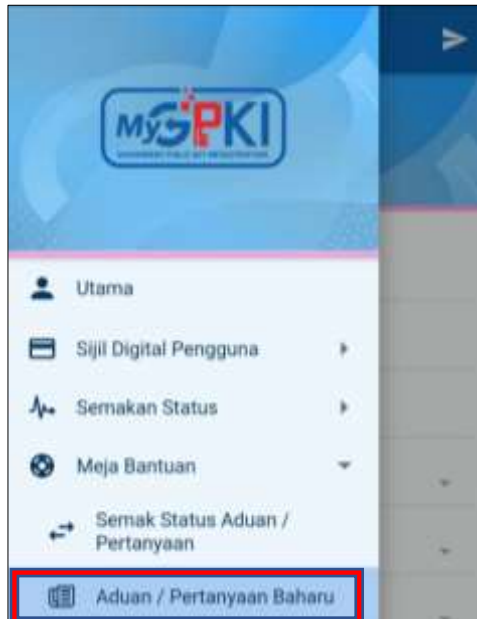 MyGPKI
Utama
Sijil Digital Pengguna
Semakan Status
Meja Bantuan
Semak Status Aduan /
Pertanyaan
Aduan / Pertanyaan Baharu